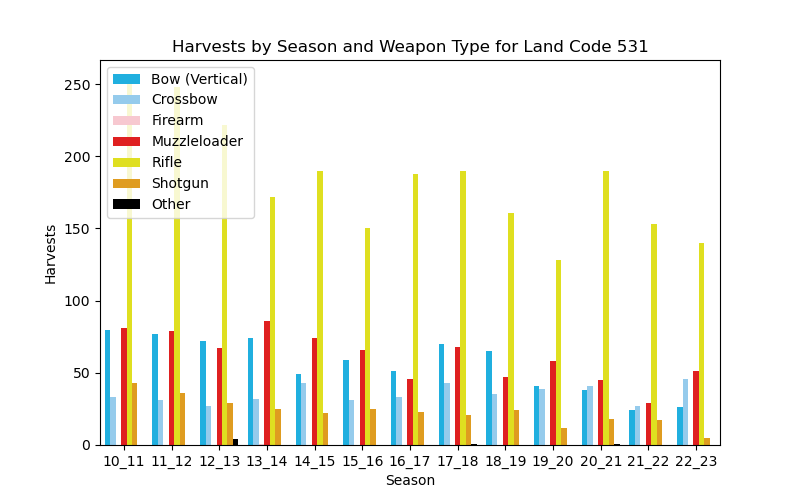 Harvests by Season and Weapon Type for Land Code 531
Harvests
250
200
150
100
50
0
Bow (Vertical)
Crossbow
Firearm
Muzzleloader
Rifle
Shotgun
Other
10_11 11_12 12_13 13_14 14_15 15_16 16_17 17_18 18_19 19_20 20_21 21_22 22_23
Season